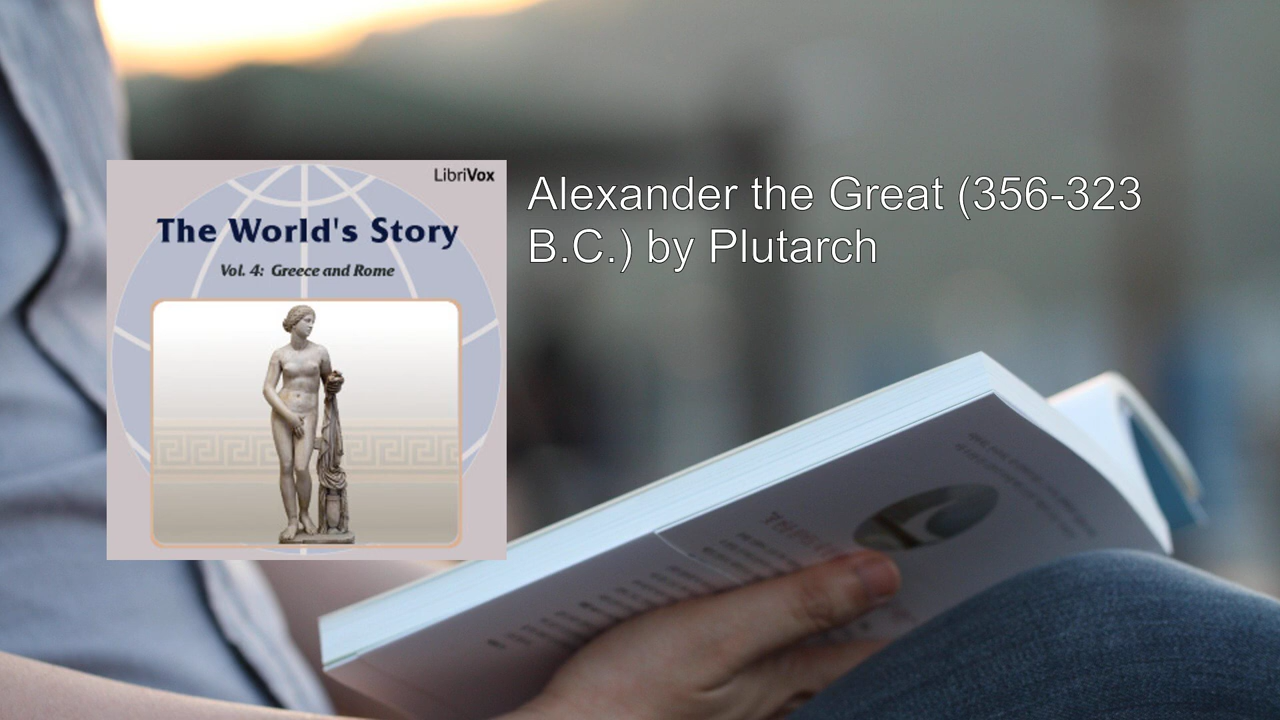 LibriVox
The World's Story
Vol. 4: Greece and Rome
Alexander the Great (356-323
B.C.) by Plutarch